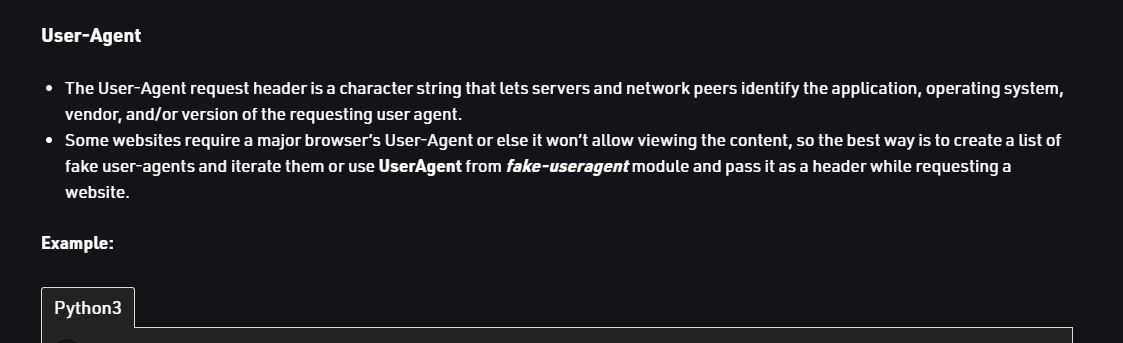 User-Agent
• The User-Agent request header is a character string that lets servers and network peers identify the application, operating system,
vendor, and/or version of the requesting user agent.
• Some websites require a major browser's User-Agent or else it won't allow viewing the content, so the best way is to create a list of
fake user-agents and iterate them or use UserAgent from fake-useragent module and pass it as a header while requesting a
website.
Example:
Python3